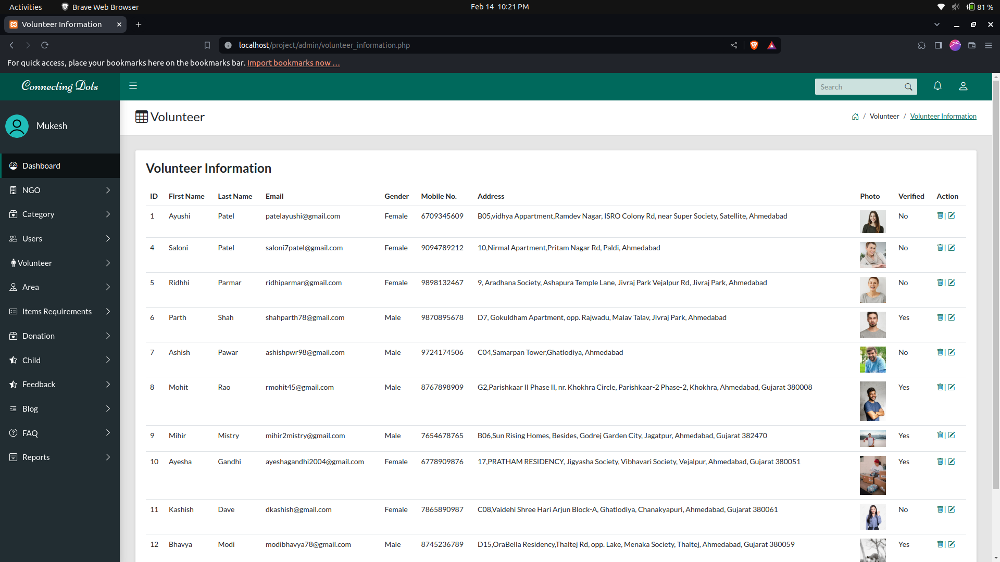 Activities Brave Web Browser Feb 14 10:21 PM 81 %
Volunteer Information
localhost/project/admin/volunteer_information.php
For quick access, place your bookmarks here on the bookmarks bar. Import bookmarks now ...
Connecting Dots Search
Volunteer / Volunteer / Volunteer Information
Mukesh
Dashboard
NGO
Category
Users
Volunteer
Area
Items Requirements
Donation
Child
Feedback
Blog
FAQ
Reports
Volunteer Information
ID First Name Last Name Email Gender Mobile No. Address Photo Verified Action
1 Ayushi Patel patelayushi@gmail.com Female 6709345609 B05,vidhya Appartment,Ramdev Nagar, ISRO Colony Rd, near Super Society, Satellite, Ahmedabad No |
4 Saloni Patel saloni7patel@gmail.com Female 9094789212 10,Nirmal Apartment,Pritam Nagar Rd, Paldi, Ahmedabad No |
5 Ridhhi Parmar ridhiparmar@gmail.com Female 9898132467 9, Aradhana Society, Ashapura Temple Lane, Jivraj Park Vejalpur Rd, Jivraj Park, Ahmedabad No |
6 Parth Shah shahparth78@gmail.com Male 9870895678 D7, Gokuldham Apartment, opp. Rajwadu, Malav Talav, Jivraj Park, Ahmedabad Yes |
7 Ashish Pawar ashishpwr98@gmail.com Male 9724174506 C04,Samarpan Tower,Ghatlodiya, Ahmedabad No |
8 Mohit Rao rmohit45@gmail.com Male 8767898909 G2,Parishkaar II Phase II, nr. Khokhra Circle, Parishkaar-2 Phase-2, Khokhra, Ahmedabad, Gujarat 380008 Yes |
9 Mihir Mistry mihir2mistry@gmail.com Male 7654678765 B06,Sun Rising Homes, Besides, Godrej Garden City, Jagatpur, Ahmedabad, Gujarat 382470 Yes |
10 Ayesha Gandhi ayeshagandhi2004@gmail.com Female 6778909876 17,PRATHAM RESIDENCY, Jigyasha Society, Vibhavari Society, Vejalpur, Ahmedabad, Gujarat 380051 Yes |
11 Kashish Dave dkashish@gmail.com Female 7865890987 C08,Vaidehi Shree Hari Arjun Block-A, Ghatlodiya, Chanakyapuri, Ahmedabad, Gujarat 380061 No |
12 Bhavya Modi modibhavya78@gmail.com Male 8745236789 D15,OraBella Residency,Thaltej Rd, opp. Lake, Menaka Society, Thaltej, Ahmedabad, Gujarat 380059 Yes |